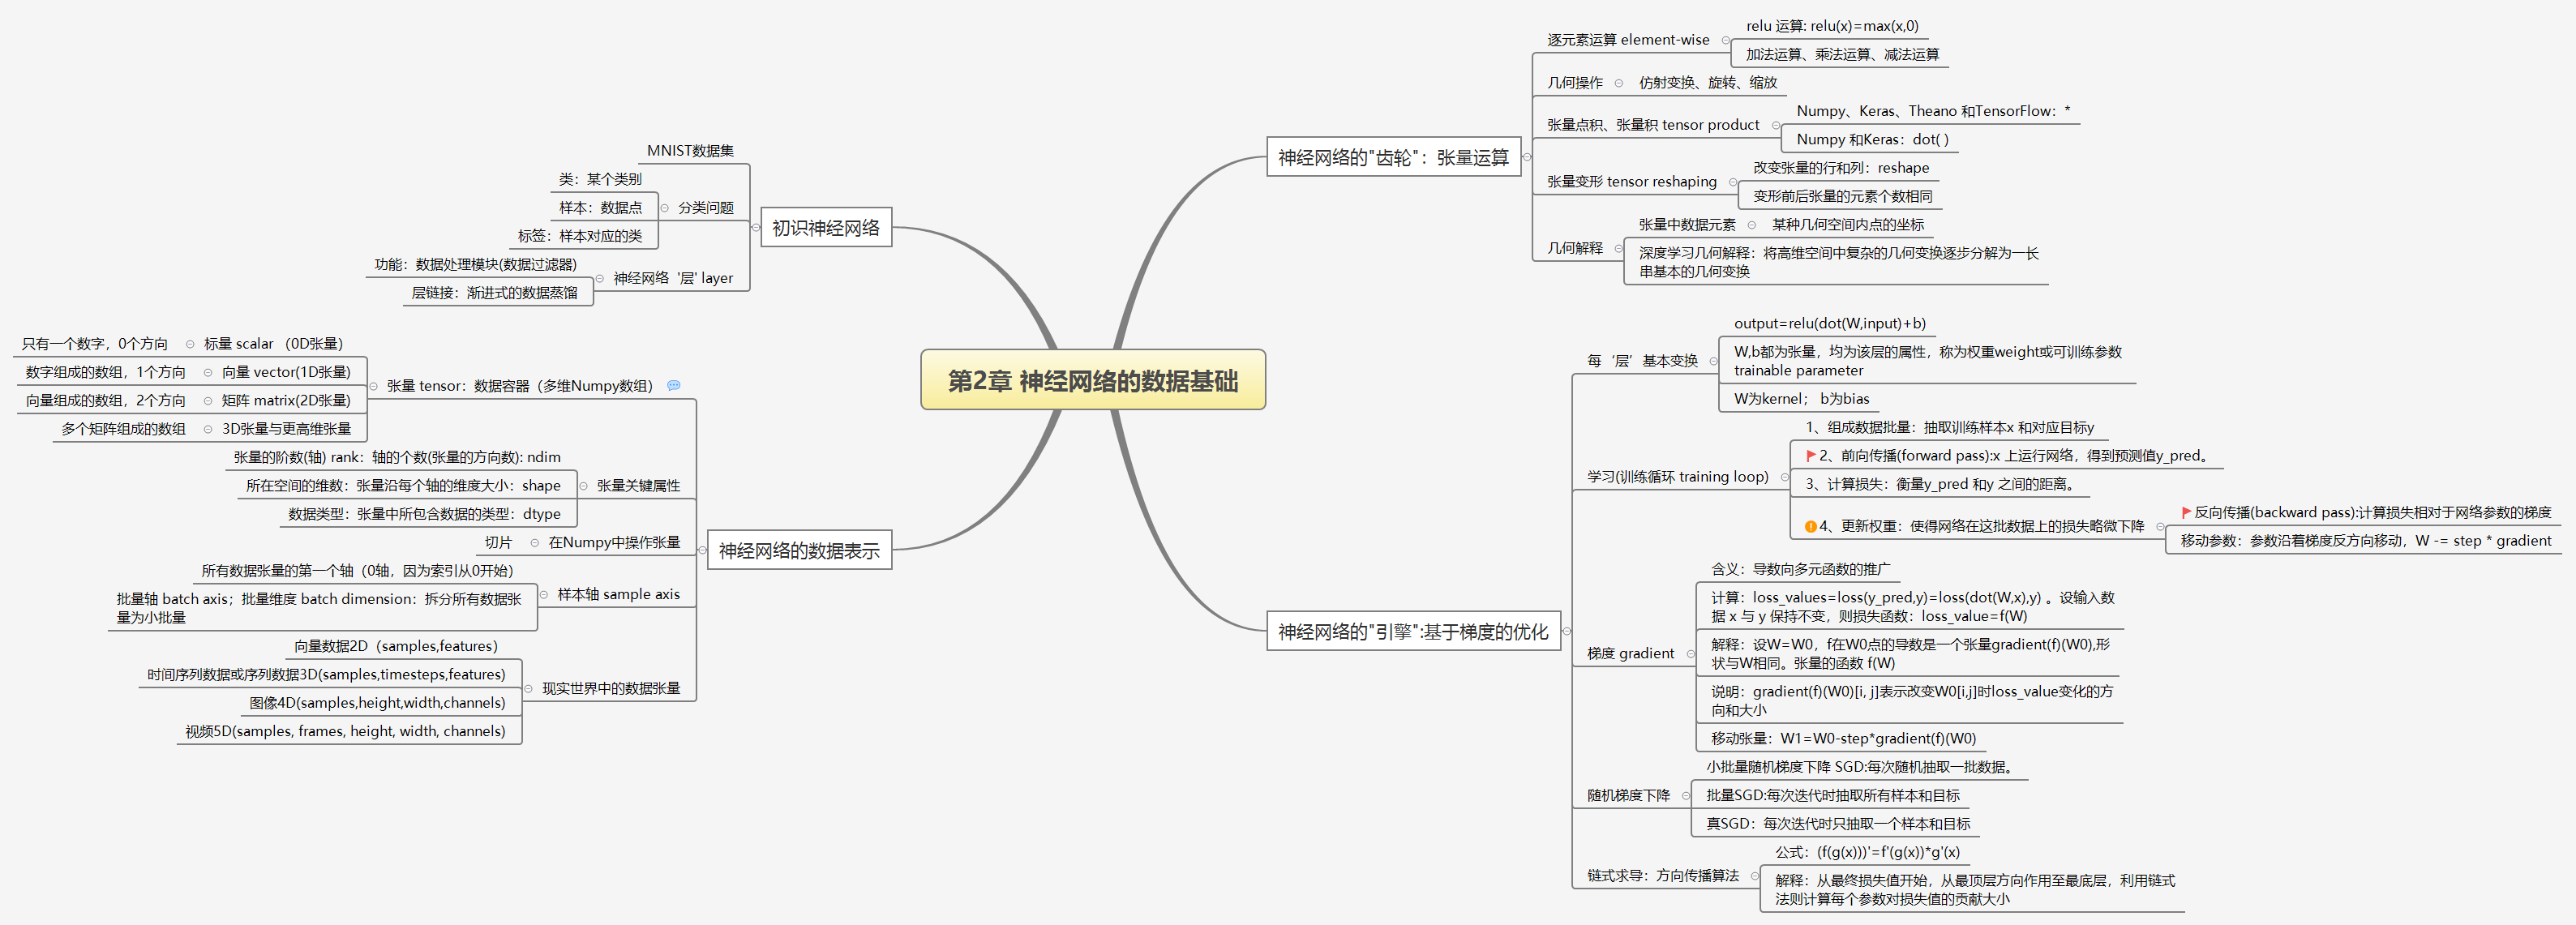 第2章 神经网络的数据基础
初识神经网络
MNIST数据集
分类问题
类：某个类别
样本：数据点
标签：样本对应的类
神经网络 '层' layer
功能：数据处理模块(数据过滤器)
层链接：渐进式的数据蒸馏
神经网络的数据表示
张量 tensor：数据容器（多维Numpy数组）
标量 scalar （0D张量）
只有一个数字，0个方向
向量 vector(1D张量)
数字组成的数组，1个方向
矩阵 matrix(2D张量)
向量组成的数组，2个方向
3D张量与更高维张量
多个矩阵组成的数组
张量关键属性
张量的阶数(轴) rank：轴的个数(张量的方向数): ndim
所在空间的维数：张量沿每个轴的维度大小：shape
数据类型：张量中所包含数据的类型：dtype
在Numpy中操作张量
切片
样本轴 sample axis
所有数据张量的第一个轴（0轴，因为索引从0开始）
批量轴 batch axis；批量维度 batch dimension：拆分所有数据张
量为小批量
现实世界中的数据张量
向量数据2D（samples,features）
时间序列数据或序列数据3D(samples,timesteps,features)
图像4D(samples,height,width,channels)
视频5D(samples, frames, height, width, channels)
神经网络的"齿轮"：张量运算
逐元素运算 element-wise
relu 运算: relu(x)=max(x,0)
加法运算、乘法运算、减法运算
几何操作
仿射变换、旋转、缩放
张量点积、张量积 tensor product
Numpy、Keras、Theano 和TensorFlow：*
Numpy 和Keras：dot( )
张量变形 tensor reshaping
改变张量的行和列：reshape
变形前后张量的元素个数相同
几何解释
张量中数据元素
某种几何空间内点的坐标
深度学习几何解释：将高维空间中复杂的几何变换逐步分解为一长
串基本的几何变换
神经网络的"引擎":基于梯度的优化
每‘层’基本变换
output=relu(dot(W,input)+b)
W,b都为张量，均为该层的属性，称为权重weight或可训练参数
trainable parameter
W为kernel； b为bias
学习(训练循环 training loop)
1、组成数据批量：抽取训练样本x 和对应目标y
2、前向传播(forward pass):x 上运行网络，得到预测值y_pred。
3、计算损失：衡量y_pred 和y 之间的距离。
4、更新权重：使得网络在这批数据上的损失略微下降
反向传播(backward pass):计算损失相对于网络参数的梯度
移动参数：参数沿着梯度反方向移动，W -= step * gradient
梯度 gradient
含义：导数向多元函数的推广
计算：loss_values=loss(y_pred,y)=loss(dot(W,x),y) 。设输入数
据 x 与 y 保持不变，则损失函数：loss_value=f(W)
解释：设W=W0，f在W0点的导数是一个张量gradient(f)(W0),形
状与W相同。张量的函数 f(W)
说明：gradient(f)(W0)[i, j]表示改变W0[i,j]时loss_value变化的方
向和大小
移动张量：W1=W0-step*gradient(f)(W0)
随机梯度下降
小批量随机梯度下降 SGD:每次随机抽取一批数据。
批量SGD:每次迭代时抽取所有样本和目标
真SGD：每次迭代时只抽取一个样本和目标
链式求导：方向传播算法
公式：(f(g(x)))'=f'(g(x))*g'(x)
解释：从最终损失值开始，从最顶层方向作用至最底层，利用链式
法则计算每个参数对损失值的贡献大小